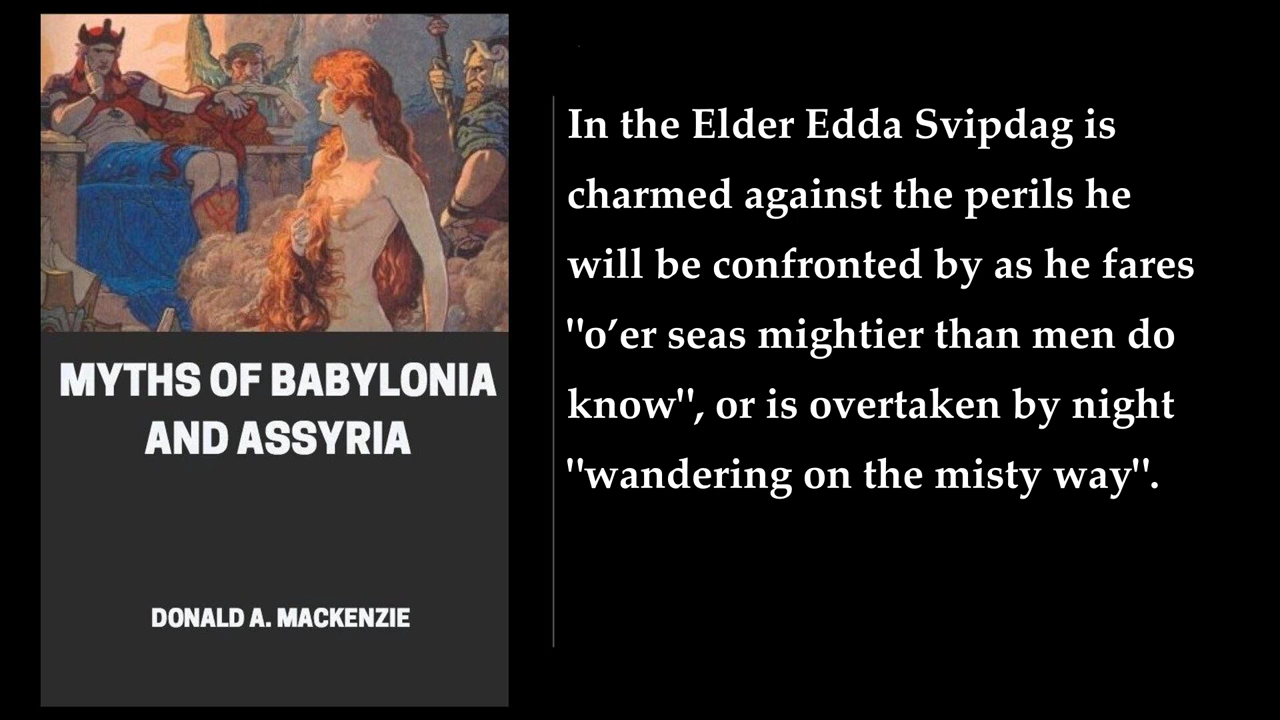 MYTHS OF BABYLONIA
AND ASSYRIA
DONALD A. MACKENZIE
In the Elder Edda Svipdag is
charmed against the perils he
will be confronted by as he fares
"o’er seas mightier than men do
know", or is overtaken by night
"wandering on the misty way".